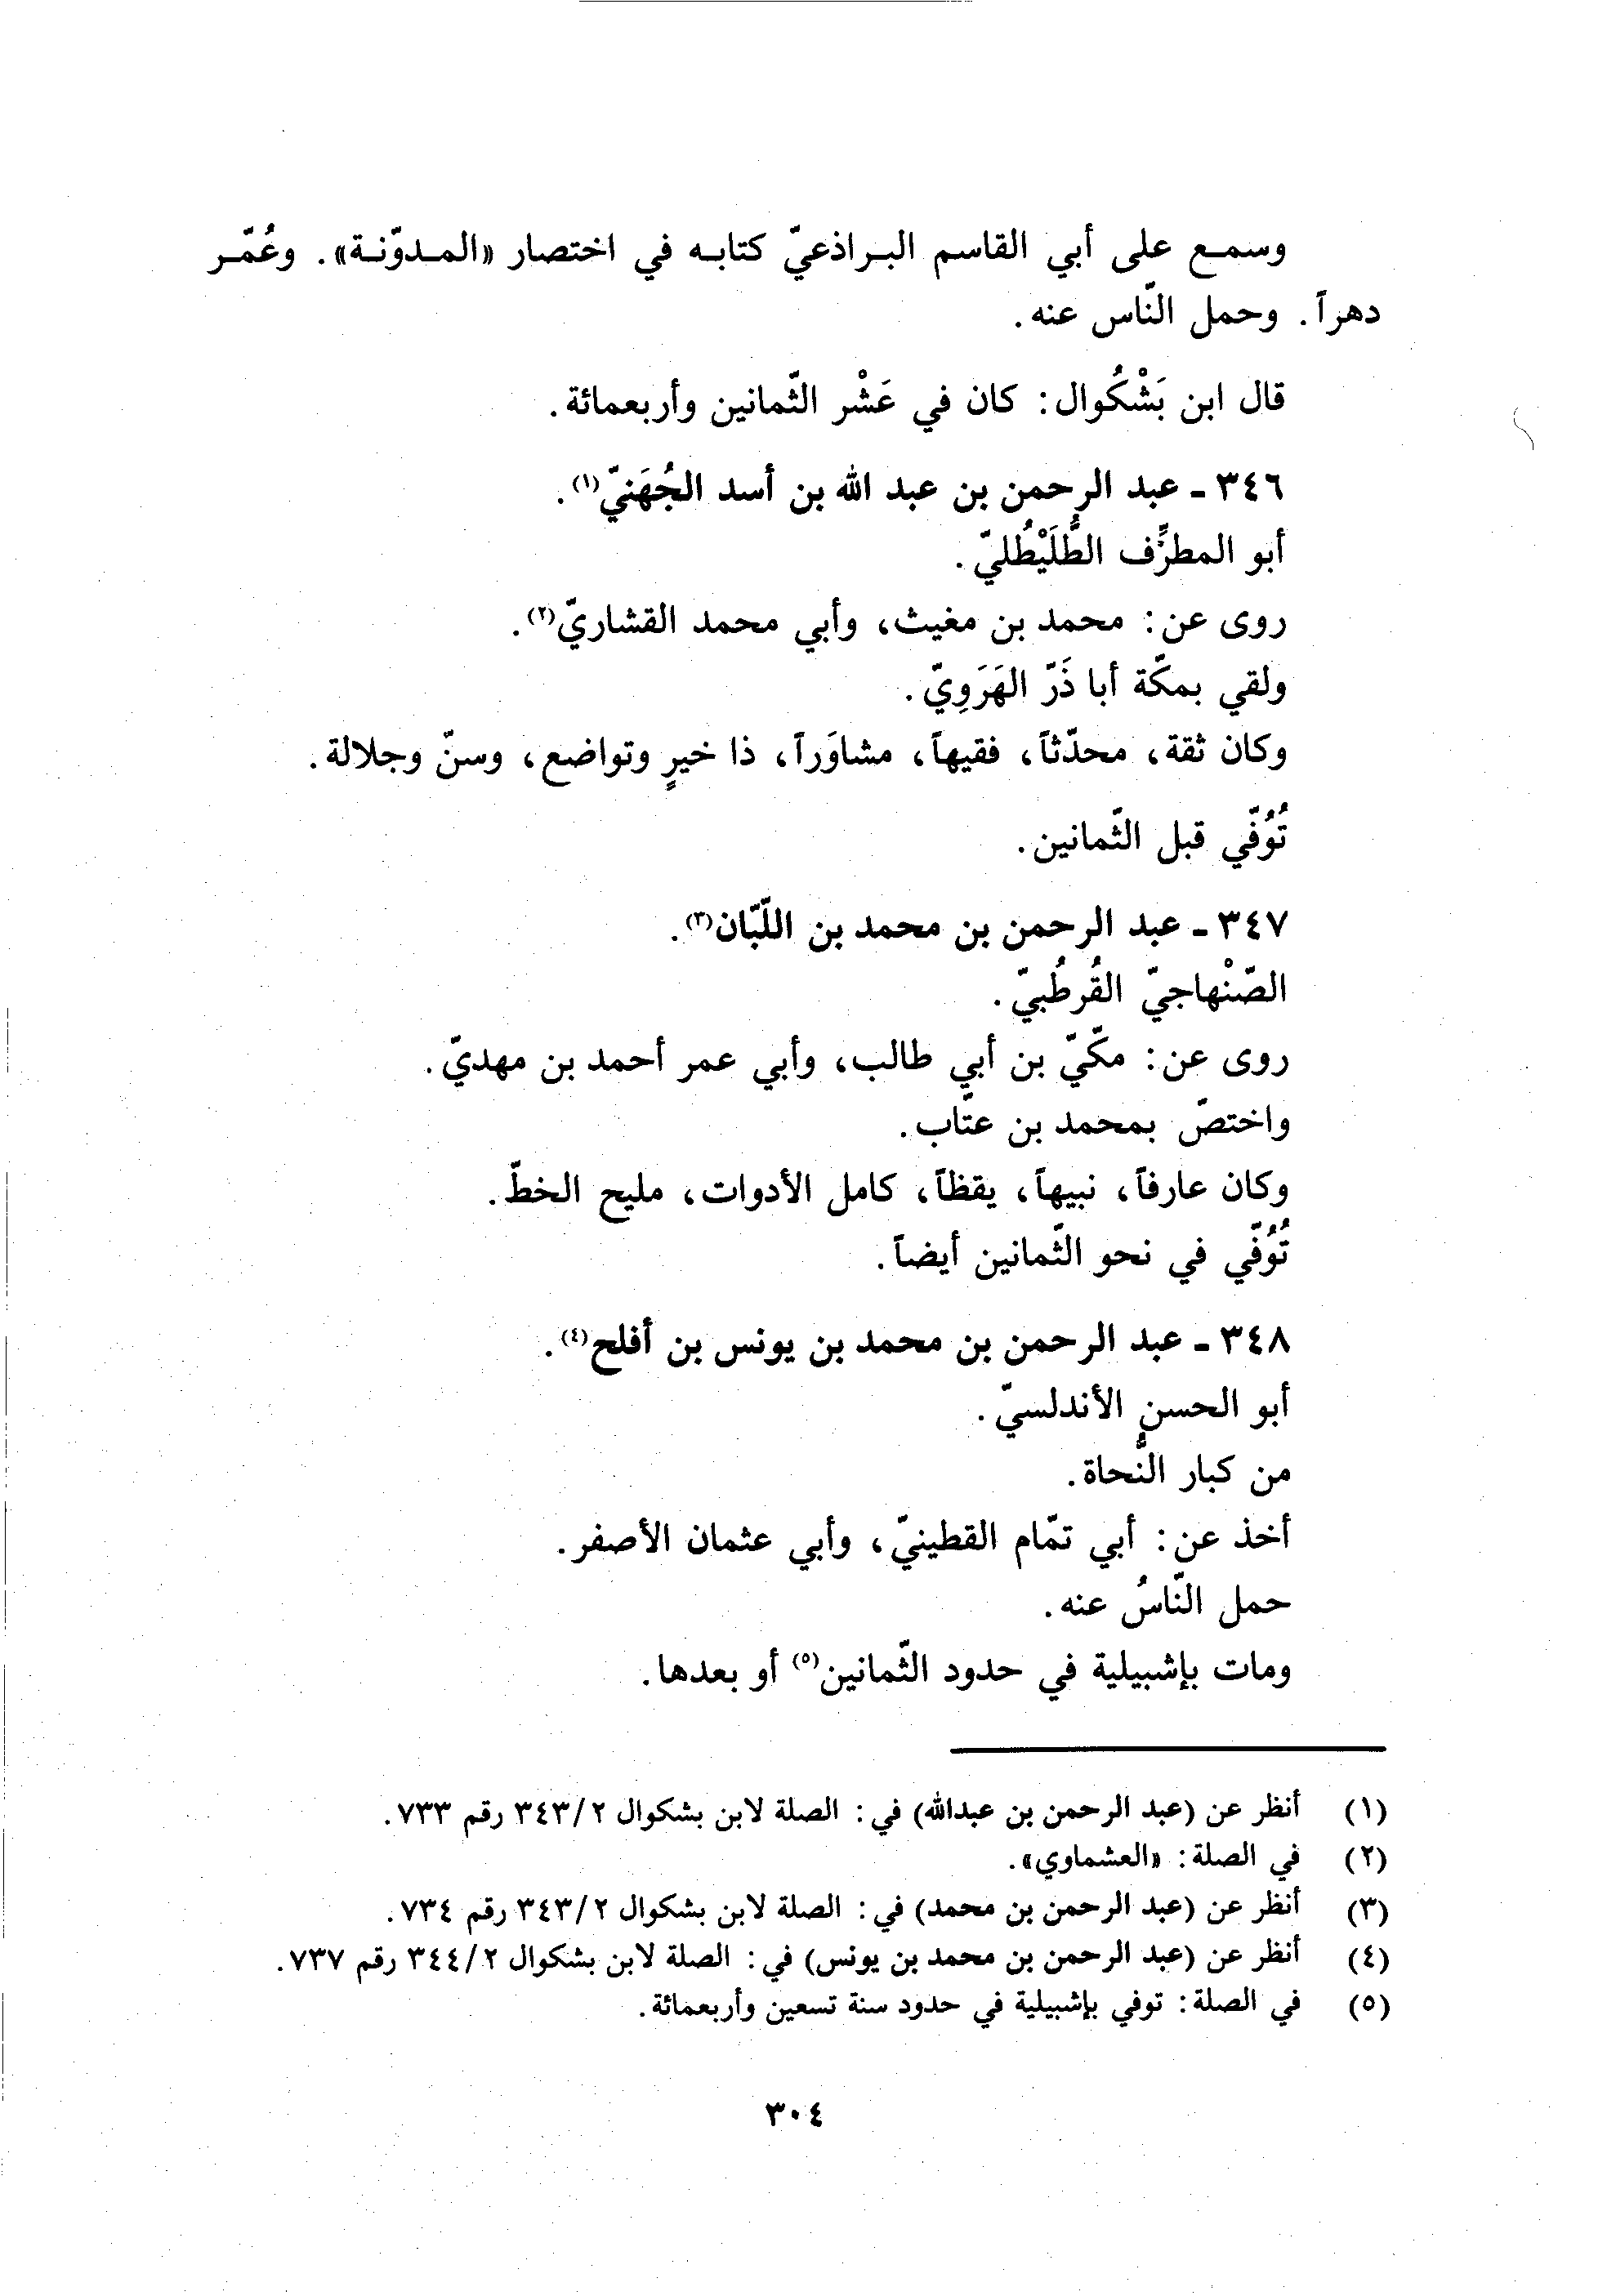 وسمع على أبي القاسم البراذعيّ كتابه في اختصار «المدوّنة». وعُمّر
دهراً. وحمل النّاس عنه.
قال ابن بَشْكُوال: كان في عَشْر الثّمانين وأربعمائة.
٣٤٦ ـ عبد الرحمن بن عبد الله بن أسد الجُهَنيّ(١).
أبو المطرِّف الطُّلَيْطُليّ.
روى عن: محمد بن مغيث، وأبي محمد القشاريّ(٢).
ولقي بمكّة أبا ذَرّ الهَرَوِيّ.
وكان ثقة، محدّثاً، فقيهاً، مشاوَراً، ذا خيرٍ وتواضع، وسنّ وجلالة.
تُوُفّي قبل الثّمانين.
٣٤٧ ـ عبد الرحمن بن محمد بن اللّبّان(٣).
الصّنْهاجيّ القُرطُبيّ.
روى عن: مكّيّ بن أبي طالب، وأبي عمر أحمد بن مهديّ.
واختصّ بمحمد بن عتّاب.
وكان عارفاً، نبيهاً، يقظاً، كامل الأدوات، مليح الخطّ.
تُوُفّي في نحو الثّمانين أيضاً.
٣٤٨ ـ عبد الرحمن بن محمد بن يونس بن أفلح(٤).
أبو الحسن الأندلسيّ.
من كبار النُّحاة.
أخذ عن: أبي تمّام القطينيّ، وأبي عثمان الأصفر.
حمل النّاسُ عنه.
ومات بإشبيلية في حدود الثّمانين(٥) أو بعدها.
(١) أنظر عن (عبد الرحمن بن عبدالله) في: الصلة لابن بشكوال ٢/ ٣٤٣ رقم ٧٣٣.
(٢) في الصلة: «العشماوي».
(٣) أنظر عن (عبد الرحمن بن محمد) في: الصلة لابن بشكوال ٢/ ٣٤٣ رقم ٧٣٤.
(٤) أنظر عن (عبد الرحمن بن محمد بن يونس) في: الصلة لابن بشكوال ٢/ ٣٤٤ رقم ٧٣٧.
(٥) في الصلة: توفي بإشبيلية في حدود سنة تسعين وأربعمائة.
٣٠٤